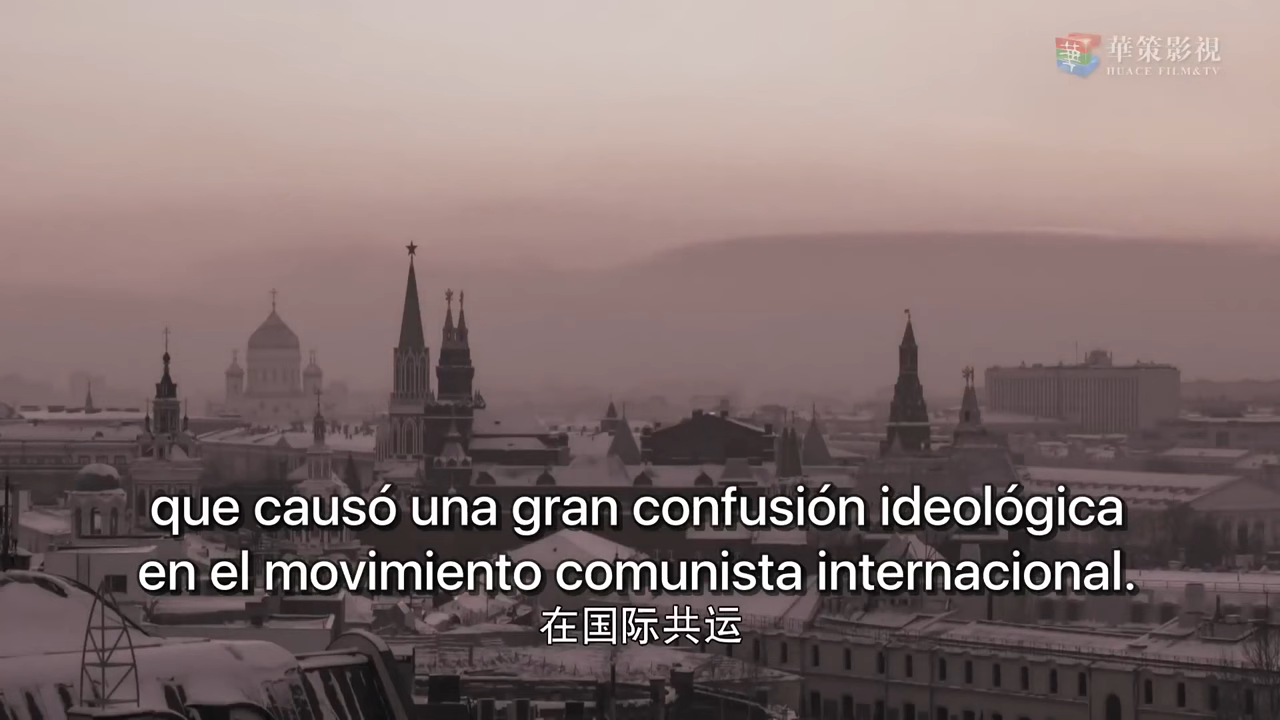 華策影視
HUACE FILM&TV
que causó una gran confusión ideológica
en el movimiento comunista internacional.
在国际共运